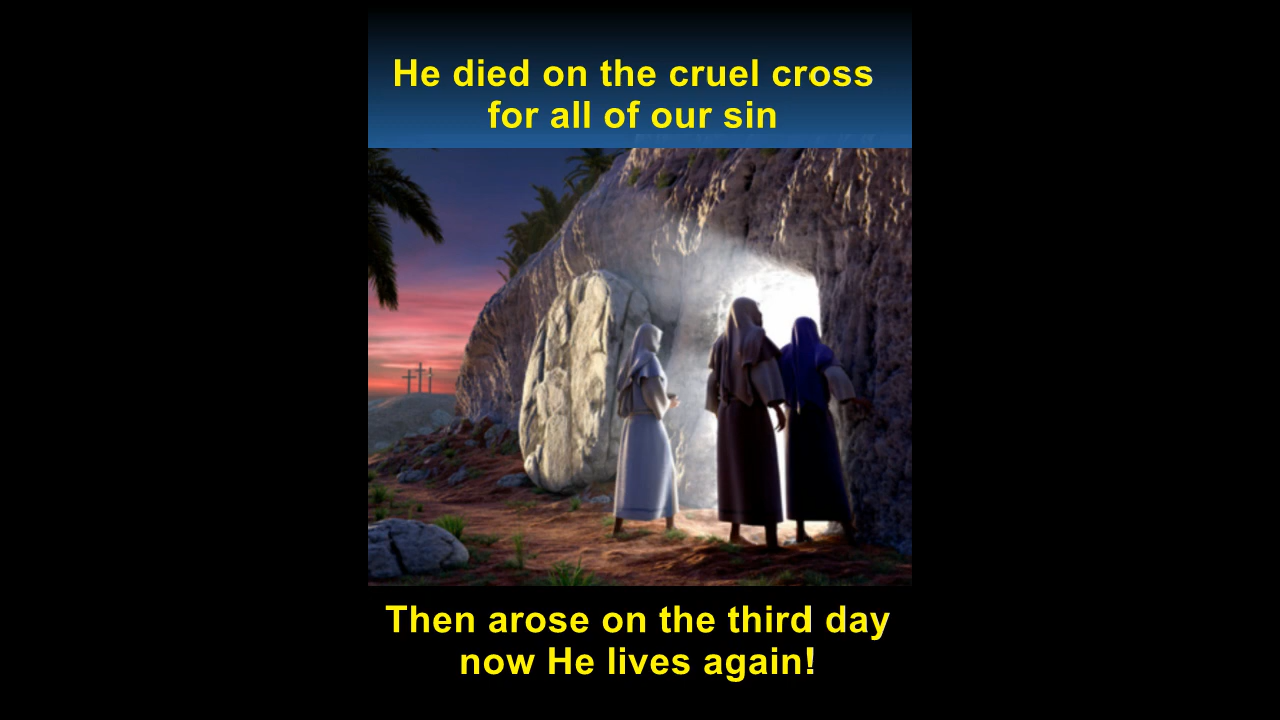 He died on the cruel cross
for all of our sin
Then arose on the third day
now He lives again!